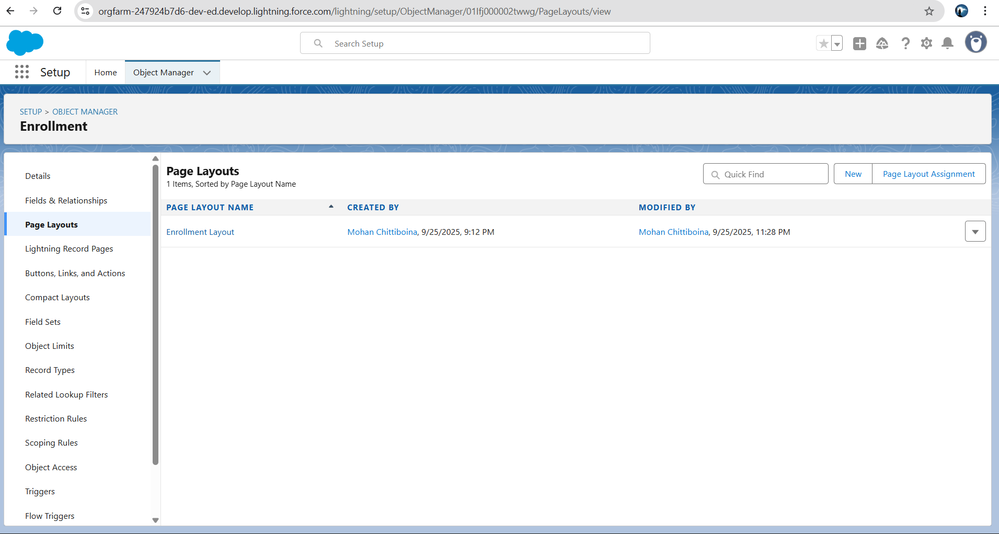 orgfarm-247924b7d6-dev-ed.develop.lightning.force.com/lightning/setup/ObjectManager/01Ifj000002twwg/PageLayouts/view
Search Setup
Setup
Home
Object Manager
SETUP > OBJECT MANAGER
Enrollment
Details
Fields & Relationships
Page Layouts
Lightning Record Pages
Buttons, Links, and Actions
Compact Layouts
Field Sets
Object Limits
Record Types
Related Lookup Filters
Restriction Rules
Scoping Rules
Object Access
Triggers
Flow Triggers
Page Layouts
1 Items, Sorted by Page Layout Name
Quick Find
New
Page Layout Assignment
PAGE LAYOUT NAME CREATED BY MODIFIED BY
Enrollment Layout Mohan Chittiboina, 9/25/2025, 9:12 PM Mohan Chittiboina, 9/25/2025, 11:28 PM